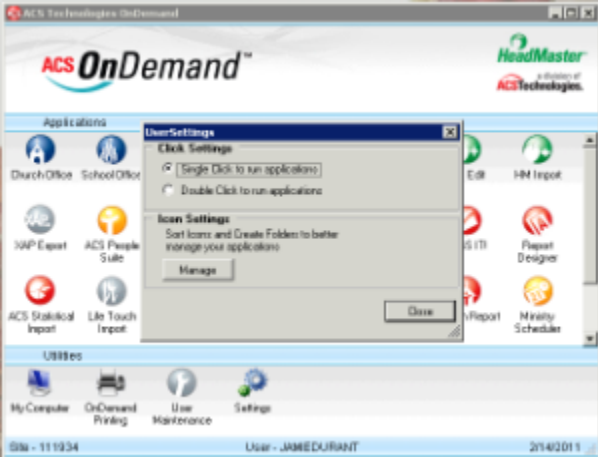 ACS Technologies OnDemand
ACS OnDemand™
HeadMaster
a division of
ACS Technologies.
Applications
UserSettings
Click Settings
Single Click to run applications
Double Click to run applications
Icon Settings
Sort Icons and Create Folders to better
manage your applications
Manage
Close
Church Office
School Office
Edit
HM Import
XAP Export
ACS People
Suite
Report
Designer
ACS Statistical
Import
Life Touch
Import
Report
Ministry
Scheduler
Utilities
My Computer
OnDemand
Printing
User
Maintenance
Settings
Site - 111934
User - JAMIEDURANT
2/14/2011